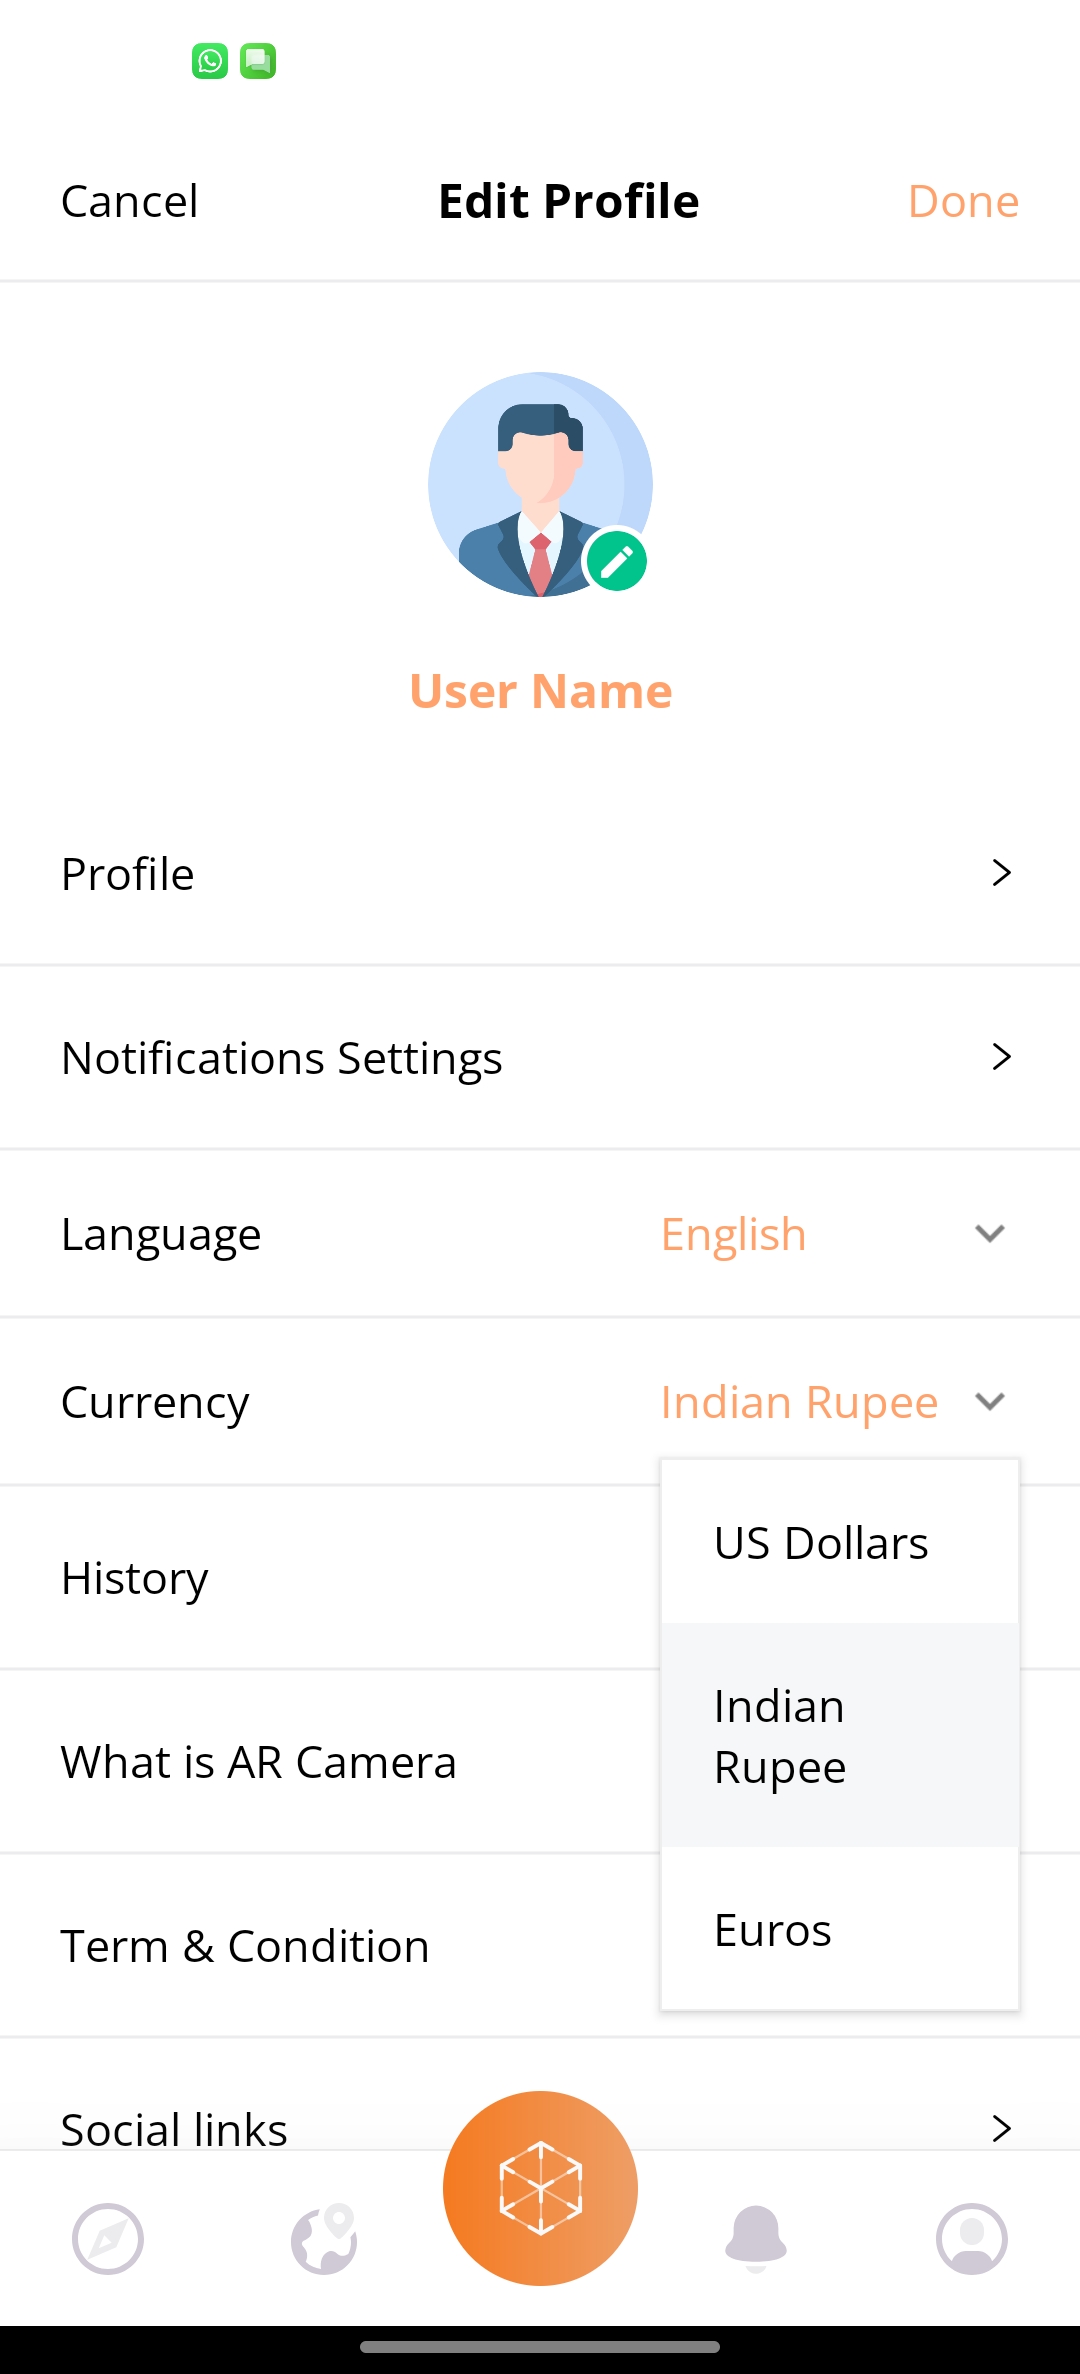 Cancel
Edit Profile
Done
User Name
Profile
Notifications Settings
Language
English
Currency
Indian Rupee
US Dollars
History
Indian
Rupee
What is AR Camera
Euros
Term & Condition
Social links